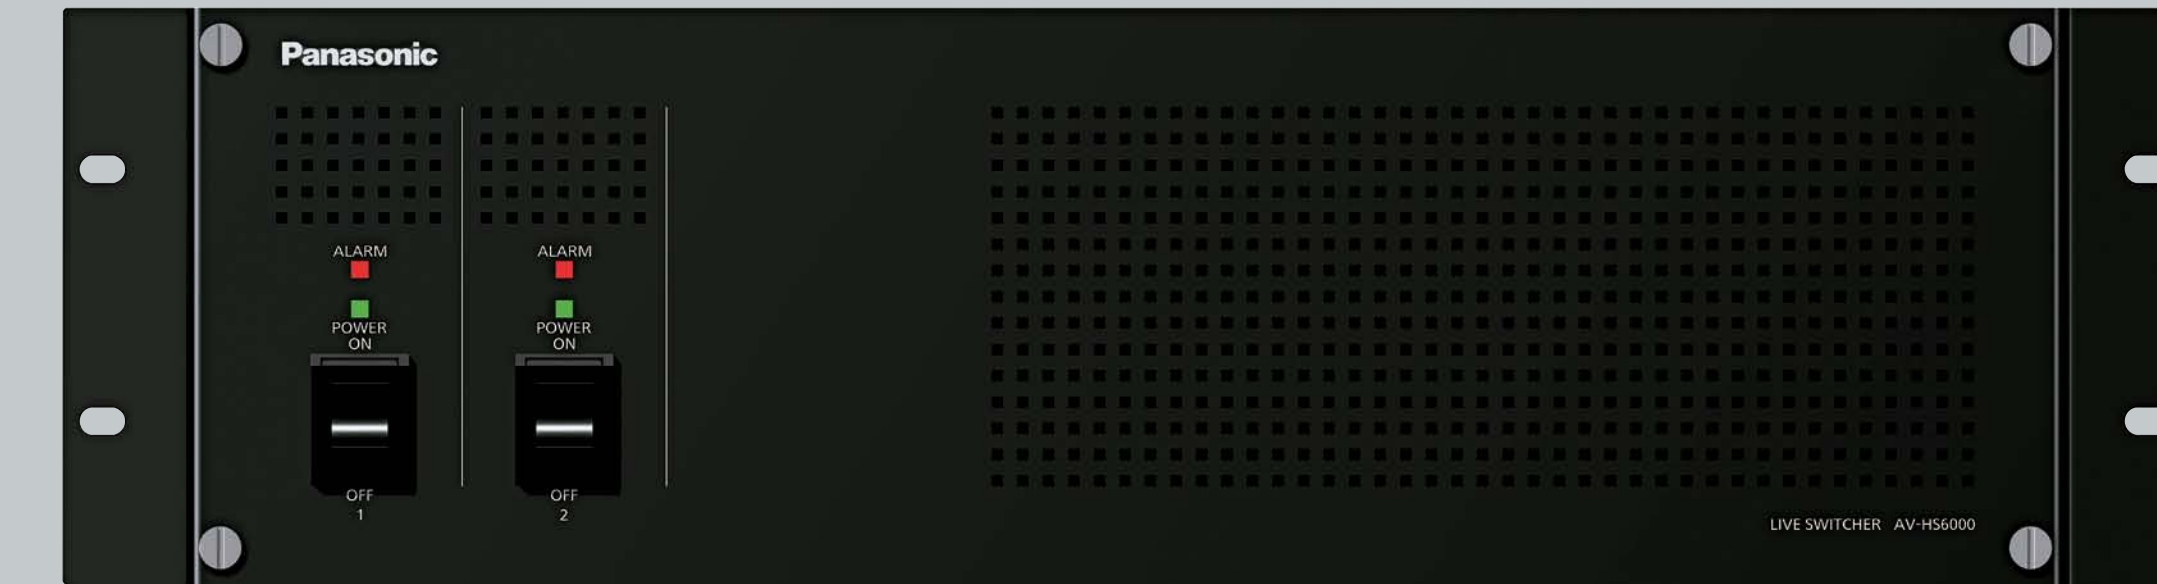 Panasonic
ALARM
POWER
ON
OFF
1
ALARM
POWER
ON
OFF
2
LIVE SWITCHER AV-HS6000